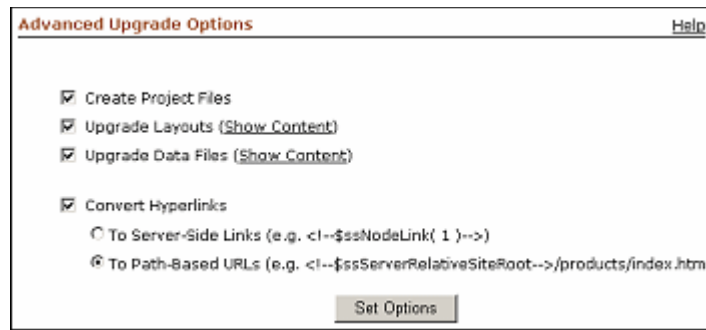 Advanced Upgrade Options Help
Create Project Files
Upgrade Layouts (Show Content)
Upgrade Data Files (Show Content)
Convert Hyperlinks
To Server-Side Links (e.g. <!--$ssNodeLink( 1 )-->)
To Path-Based URLs (e.g. <!--$ssServerRelativeSiteRoot-->/products/index.htm
Set Options